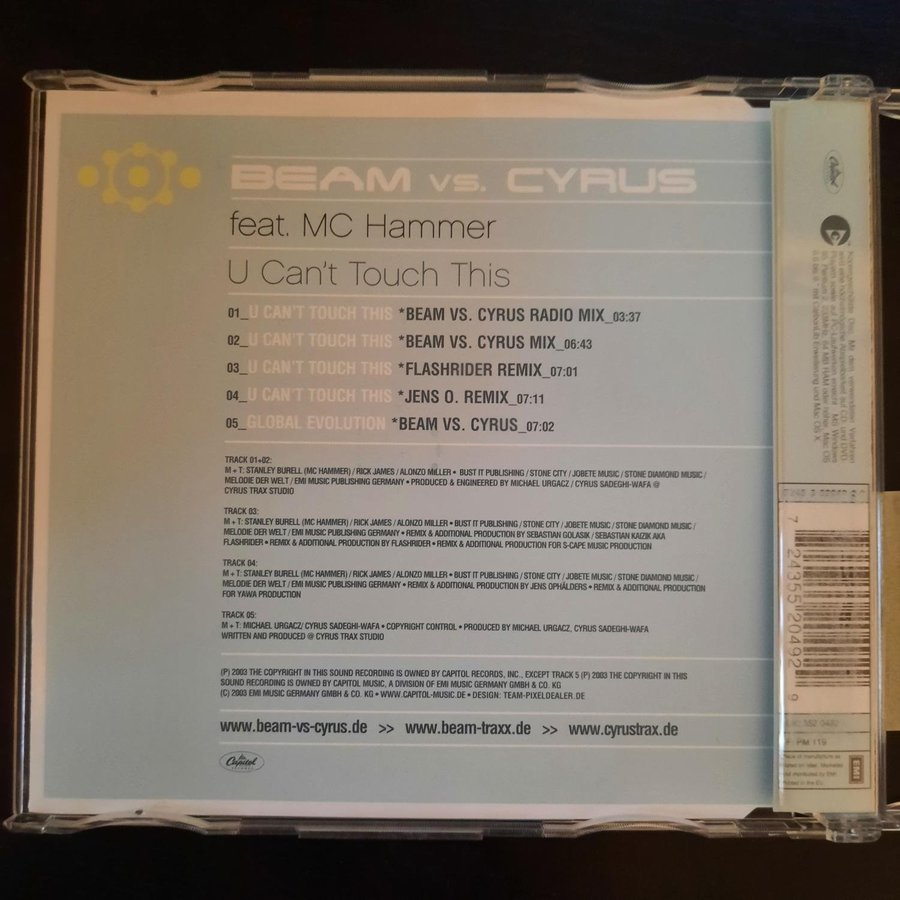 BEAM vs. CYRUS
feat. MC Hammer
U Can't Touch This
01_U CAN'T TOUCH THIS *BEAM VS. CYRUS RADIO MIX_03:37
02_U CAN'T TOUCH THIS *BEAM VS. CYRUS MIX_06:43
03_U CAN'T TOUCH THIS *FLASHRIDER REMIX_07:01
04_U CAN'T TOUCH THIS *JENS O. REMIX_07:11
05_GLOBAL EVOLUTION *BEAM VS. CYRUS_07:02
TRACK 01+02:
M + T: STANLEY BURELL (MC HAMMER) / RICK JAMES / ALONZO MILLER • BUST IT PUBLISHING / STONE CITY / JOBETE MUSIC / STONE DIAMOND MUSIC /
MELODIE DER WELT / EMI MUSIC PUBLISHING GERMANY • PRODUCED & ENGINEERED BY MICHAEL URGACZ / CYRUS SADEGHI-WAFA @
CYRUS TRAX STUDIO
TRACK 03:
M + T: STANLEY BURELL (MC HAMMER) / RICK JAMES / ALONZO MILLER • BUST IT PUBLISHING / STONE CITY / JOBETE MUSIC / STONE DIAMOND MUSIC /
MELODIE DER WELT / EMI MUSIC PUBLISHING GERMANY • REMIX & ADDITIONAL PRODUCTION BY SEBASTIAN GOLASIK / SEBASTIAN KAIZIK AKA
FLASHRIDER • REMIX & ADDITIONAL PRODUCTION BY FLASHRIDER • REMIX & ADDITIONAL PRODUCTION FOR S-CAPE MUSIC PRODUCTION
TRACK 04:
M + T: STANLEY BURELL (MC HAMMER) / RICK JAMES / ALONZO MILLER • BUST IT PUBLISHING / STONE CITY / JOBETE MUSIC / STONE DIAMOND MUSIC /
MELODIE DER WELT / EMI MUSIC PUBLISHING GERMANY • REMIX & ADDITIONAL PRODUCTION BY JENS OPHÄLDERS • REMIX & ADDITIONAL PRODUCTION
FOR YAWA PRODUCTION
TRACK 05:
M + T: MICHAEL URGACZ/ CYRUS SADEGHI-WAFA • COPYRIGHT CONTROL • PRODUCED BY MICHAEL URGACZ, CYRUS SADEGHI-WAFA
WRITTEN AND PRODUCED @ CYRUS TRAX STUDIO
(P) 2003 THE COPYRIGHT IN THIS SOUND RECORDING IS OWNED BY CAPITOL RECORDS, INC., EXCEPT TRACK 5 (P) 2003 THE COPYRIGHT IN THIS
SOUND RECORDING IS OWNED BY CAPITOL MUSIC, A DIVISION OF EMI MUSIC GERMANY GMBH & CO. KG
(C) 2003 EMI MUSIC GERMANY GMBH & CO. KG • WWW.CAPITOL-MUSIC.DE • DESIGN: TEAM-PIXELDEALER.DE
www.beam-vs-cyrus.de >> www.beam-traxx.de >> www.cyrustrax.de
Capitol
RECORDS
Capitol
7 24355 20492 9
PM 119
EMI